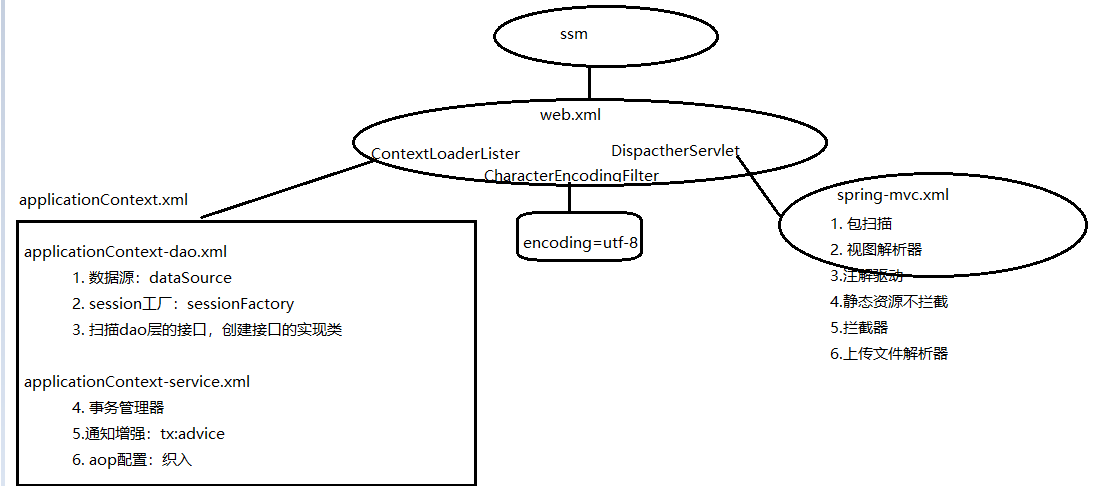 ssm
web.xml
ContextLoaderLister
DispactherServlet
CharacterEncodingFilter
encoding=utf-8
applicationContext.xml
applicationContext-dao.xml
1. 数据源：dataSource
2. session工厂：sessionFactory
3. 扫描dao层的接口，创建接口的实现类
applicationContext-service.xml
4. 事务管理器
5.通知增强：tx:advice
6. aop配置：织入
spring-mvc.xml
1. 包扫描
2. 视图解析器
3.注解驱动
4.静态资源不拦截
5.拦截器
6.上传文件解析器